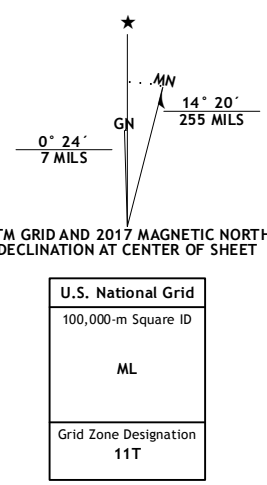 ★
MN
GN
14° 20´
255 MILS
0° 24´
7 MILS
TM GRID AND 2017 MAGNETIC NORTH
DECLINATION AT CENTER OF SHEET
U.S. National Grid
100,000-m Square ID
ML
Grid Zone Designation
11T